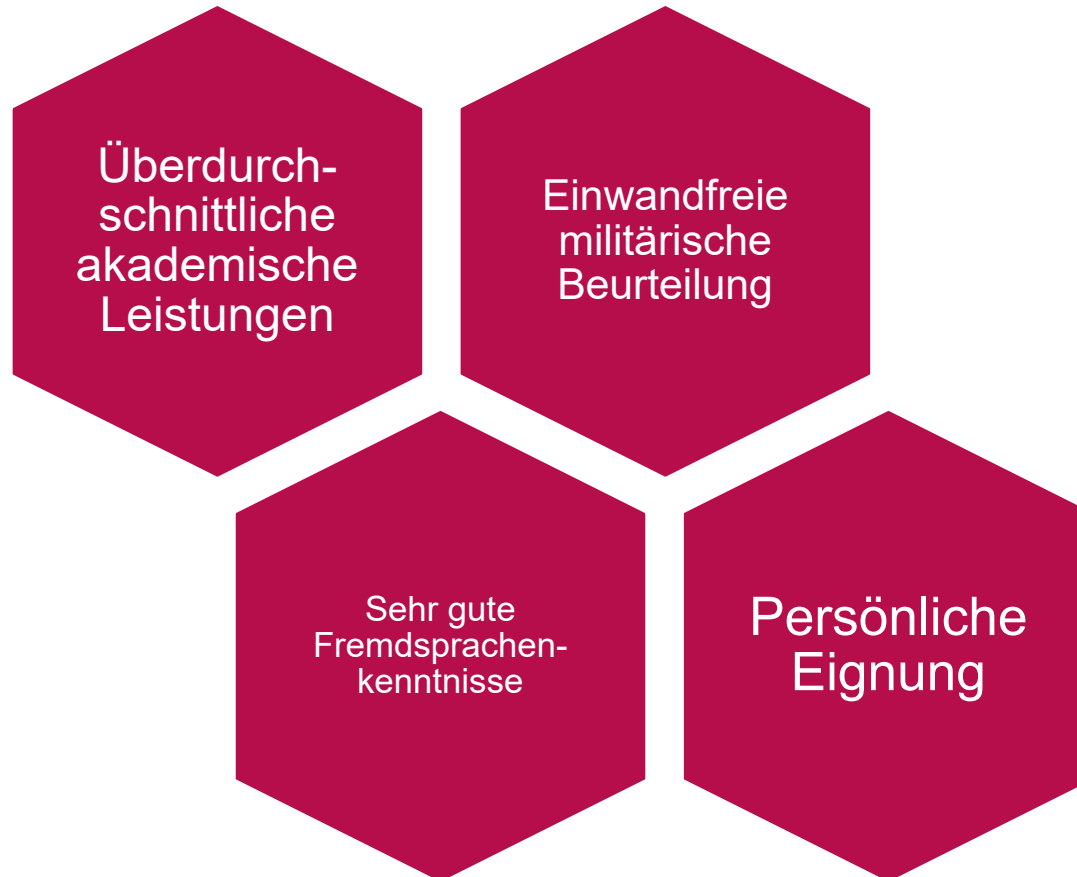 Überdurch-
schnittliche
akademische
Leistungen
Einwandfreie
militärische
Beurteilung
Sehr gute
Fremdsprachen-
kenntnisse
Persönliche
Eignung